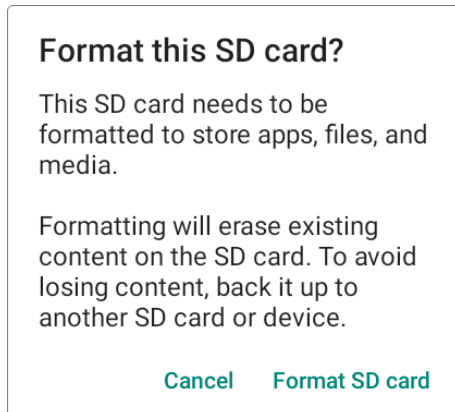 Format this SD card?
This SD card needs to be
formatted to store apps, files, and
media.
Formatting will erase existing
content on the SD card. To avoid
losing content, back it up to
another SD card or device.
Cancel Format SD card